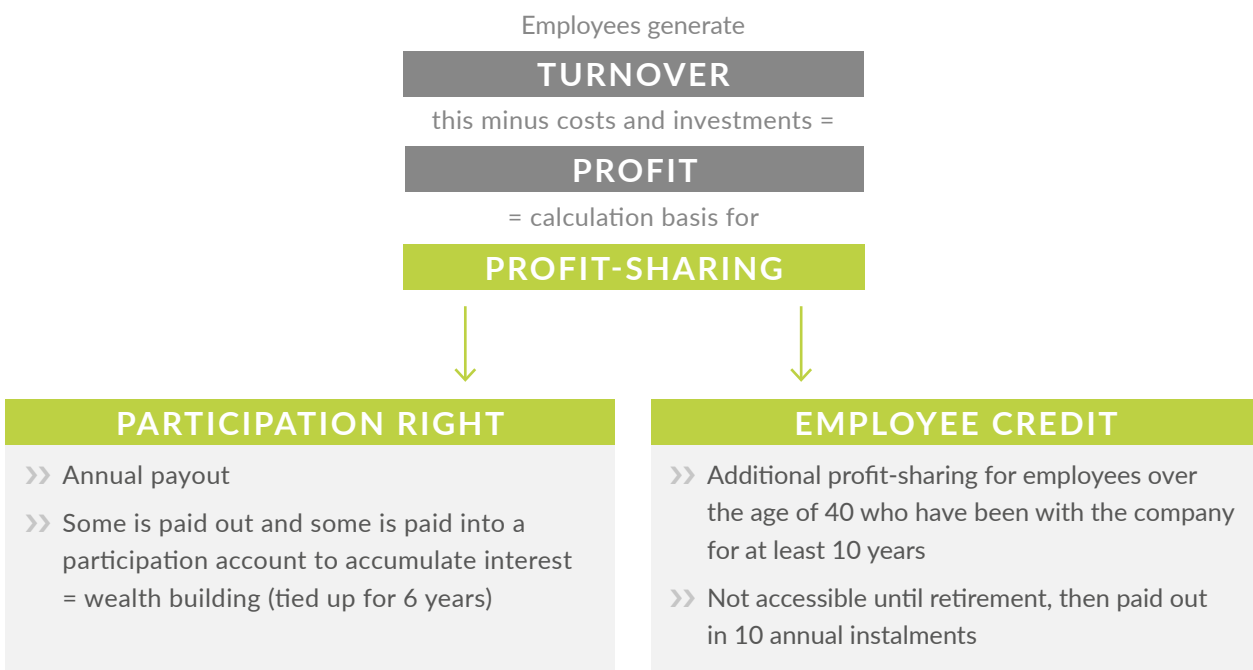 Employees generate
TURNOVER
this minus costs and investments =
PROFIT
= calculation basis for
PROFIT-SHARING
PARTICIPATION RIGHT
Annual payout
Some is paid out and some is paid into a
participation account to accumulate interest
= wealth building (tied up for 6 years)
EMPLOYEE CREDIT
Additional profit-sharing for employees over
the age of 40 who have been with the company
for at least 10 years
Not accessible until retirement, then paid out
in 10 annual instalments